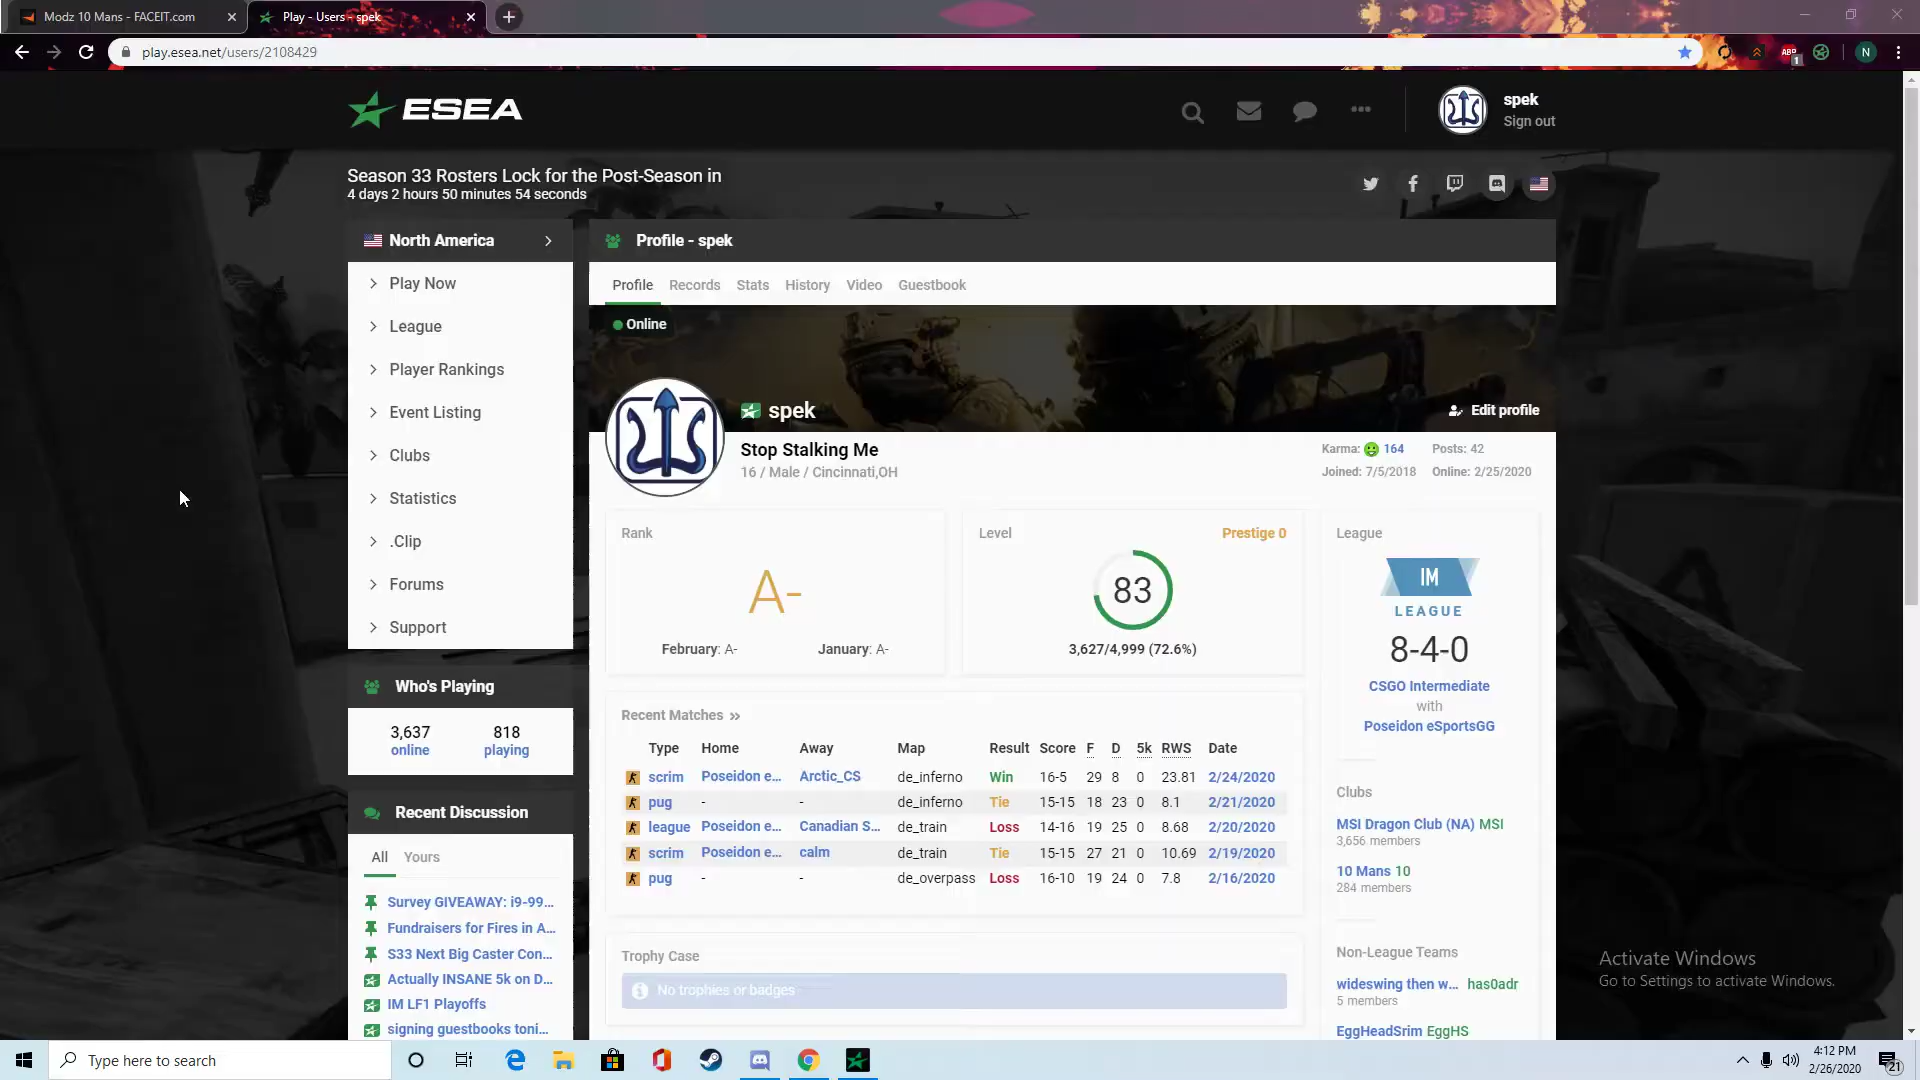 Modz 10 Mans - FACEIT.com
Play - Users - spek
play.esea.net/users/2108429
ABP
1
N
ESEA
spek
Sign out
Season 33 Rosters Lock for the Post-Season in
4 days 2 hours 50 minutes 54 seconds
North America
Play Now
League
Player Rankings
Event Listing
Clubs
Statistics
.Clip
Forums
Support
Who's Playing
3,637 818
online playing
Recent Discussion
All Yours
Survey GIVEAWAY: i9-99...
Fundraisers for Fires in A...
S33 Next Big Caster Con...
Actually INSANE 5k on D...
IM LF1 Playoffs
signing guestbooks toni...
Profile - spek
Profile Records Stats History Video Guestbook
Online
spek
Edit profile
Stop Stalking Me
16 / Male / Cincinnati,OH
Karma: 164 Posts: 42
Joined: 7/5/2018 Online: 2/25/2020
Rank
A-
February: A- January: A-
Level Prestige 0
83
3,627/4,999 (72.6%)
League
IM
LEAGUE
8-4-0
CSGO Intermediate
with
Poseidon eSportsGG
Recent Matches »
Type Home Away Map Result Score F D 5k RWS Date
scrim Poseidon e... Arctic_CS de_inferno Win 16-5 29 8 0 23.81 2/24/2020
pug - - de_inferno Tie 15-15 18 23 0 8.1 2/21/2020
league Poseidon e... Canadian S... de_train Loss 14-16 19 25 0 8.68 2/20/2020
scrim Poseidon e... calm de_train Tie 15-15 27 21 0 10.69 2/19/2020
pug - - de_overpass Loss 16-10 19 24 0 7.8 2/16/2020
Trophy Case
No trophies or badges
Clubs
MSI Dragon Club (NA) MSI
3,656 members
10 Mans 10
284 members
Non-League Teams
wideswing then w... has0adr
5 members
EggHeadSrim EggHS
Activate Windows
Go to Settings to activate Windows.
Type here to search
4:12 PM
2/26/2020
21